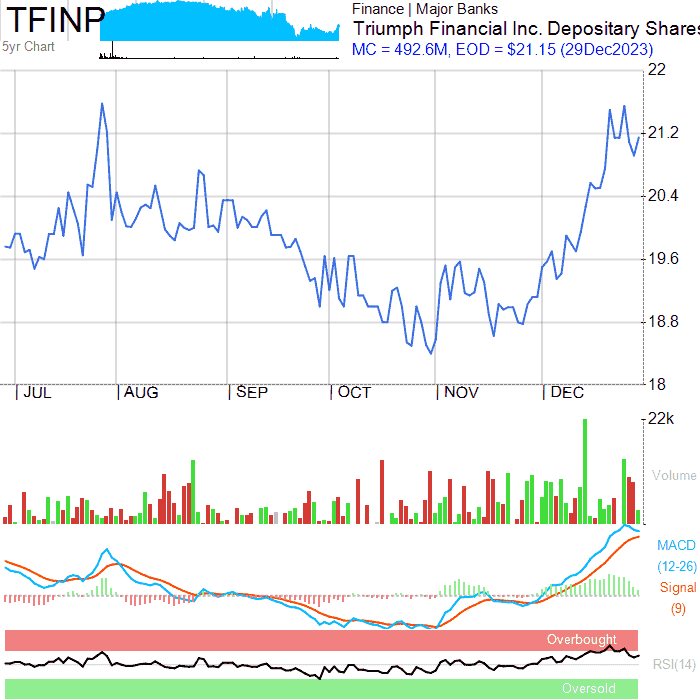 TFINP
5yr Chart
Finance | Major Banks
Triumph Financial Inc. Depositary Shares
MC = 492.6M, EOD = $21.15 (29Dec2023)
22
21.2
20.4
19.6
18.8
18
JUL AUG SEP OCT NOV DEC
22k
Volume
MACD
(12-26)
Signal
(9)
Overbought
RSI(14)
Oversold